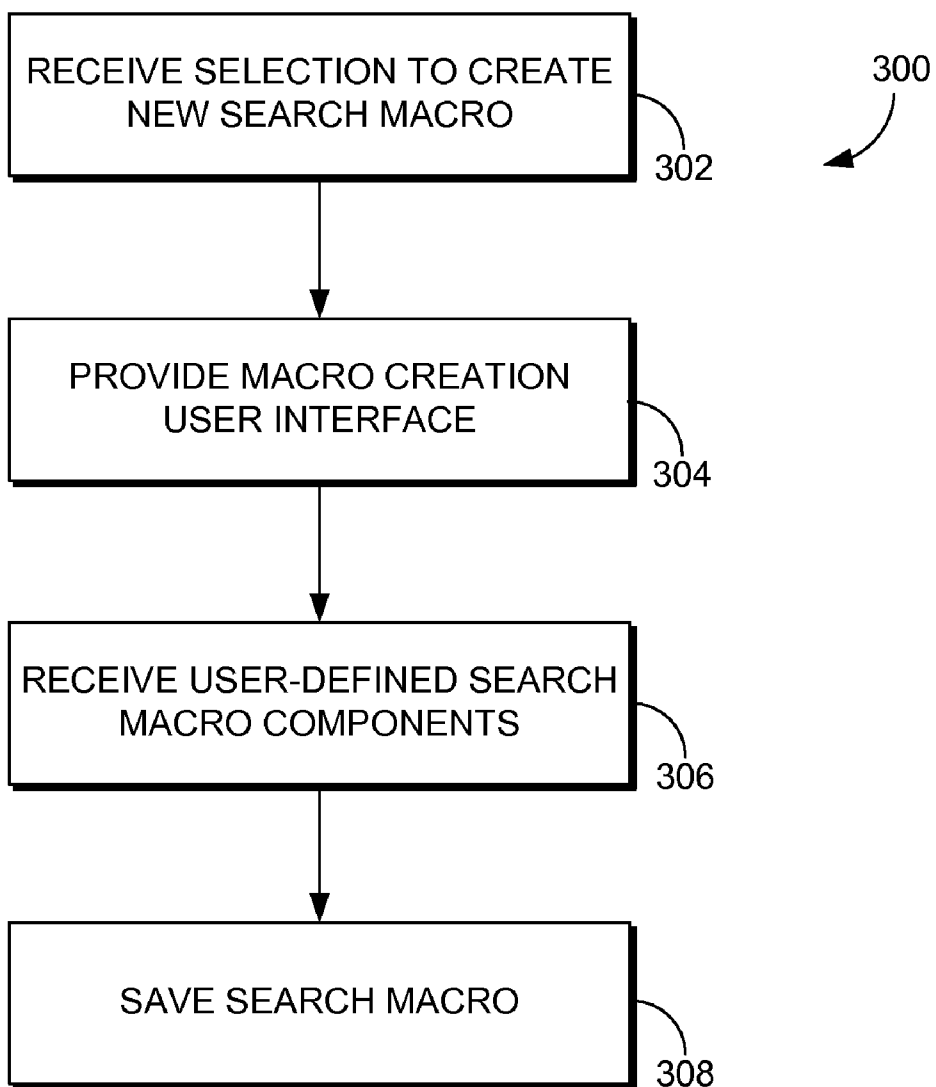 RECEIVE SELECTION TO CREATE
NEW SEARCH MACRO
300
302
PROVIDE MACRO CREATION
USER INTERFACE
304
RECEIVE USER-DEFINED SEARCH
MACRO COMPONENTS
306
SAVE SEARCH MACRO
308